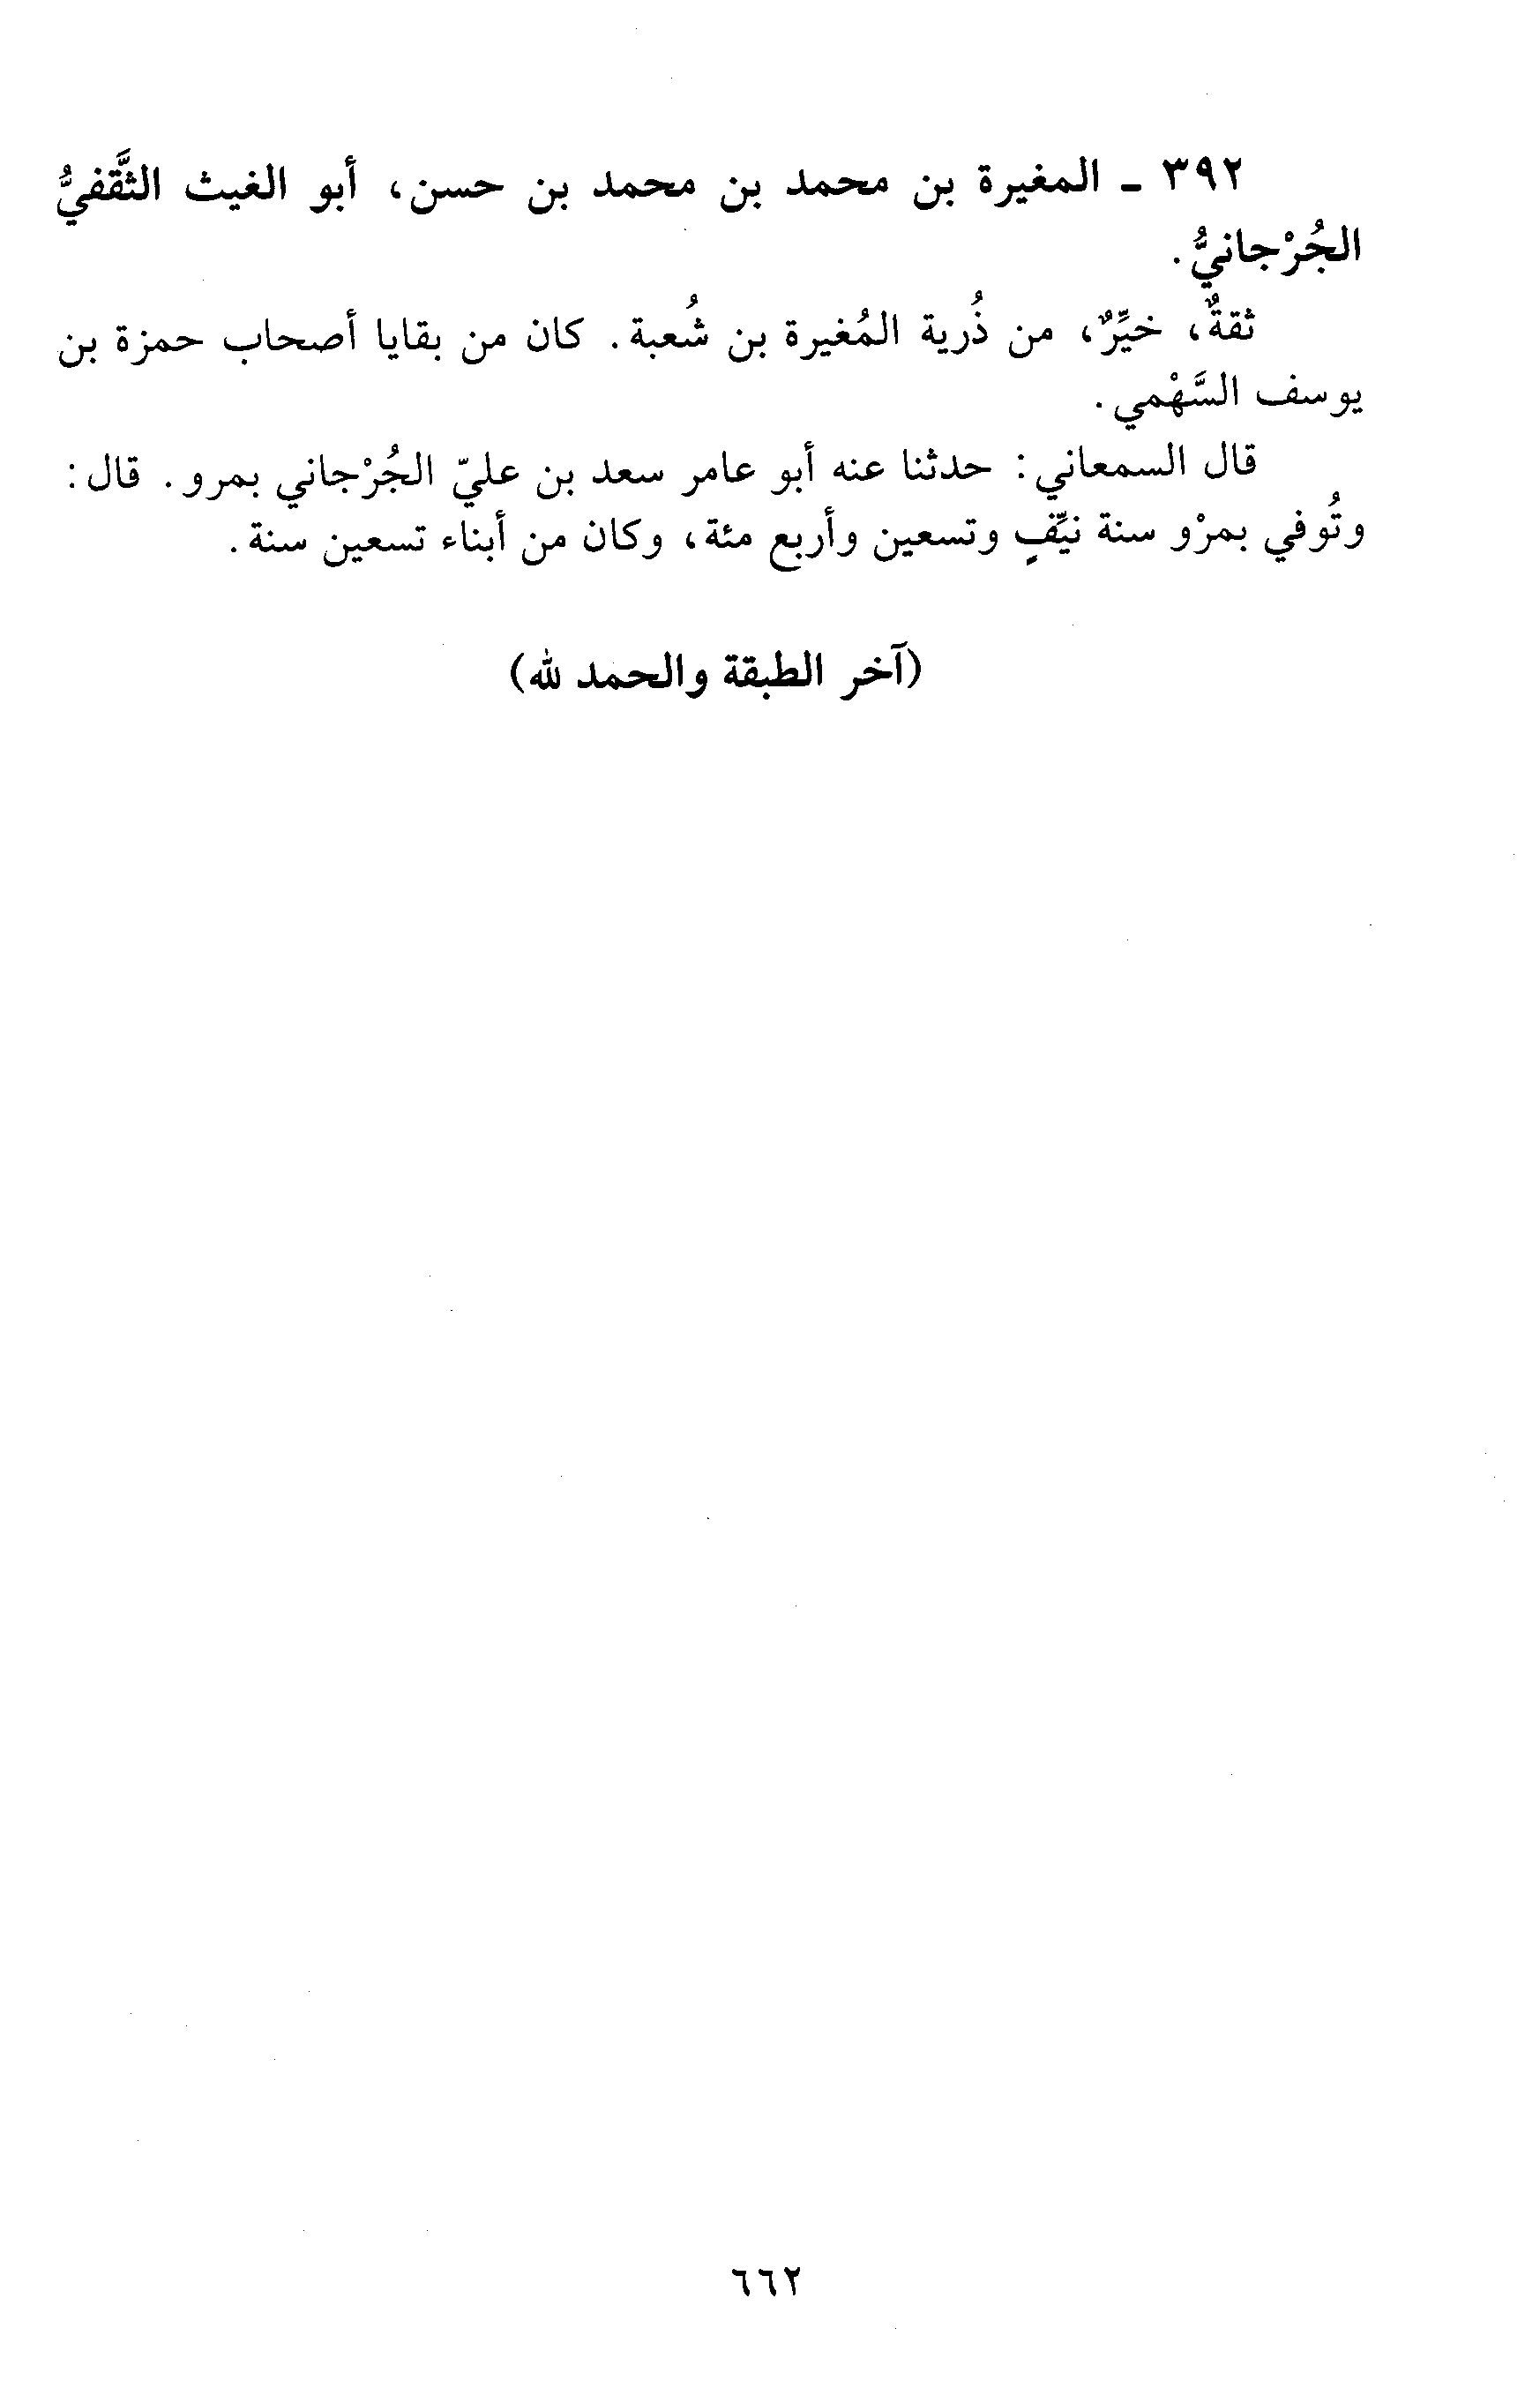 ٣٩٢ ـ المغيرة بن محمد بن محمد بن حسن، أبو الغيث الثَّقفيُّ
الجُرْجانيُّ.
ثقةٌ، خيِّرٌ، من ذُرية المُغيرة بن شُعبة. كان من بقايا أصحاب حمزة بن
يوسف السَّهْمي.
قال السمعاني: حدثنا عنه أبو عامر سعد بن عليّ الجُرْجاني بمرو. قال:
وتُوفي بمرْو سنة نيِّفٍ وتسعين وأربع مئة، وكان من أبناء تسعين سنة.
(آخر الطبقة والحمد لله)
٦٦٢